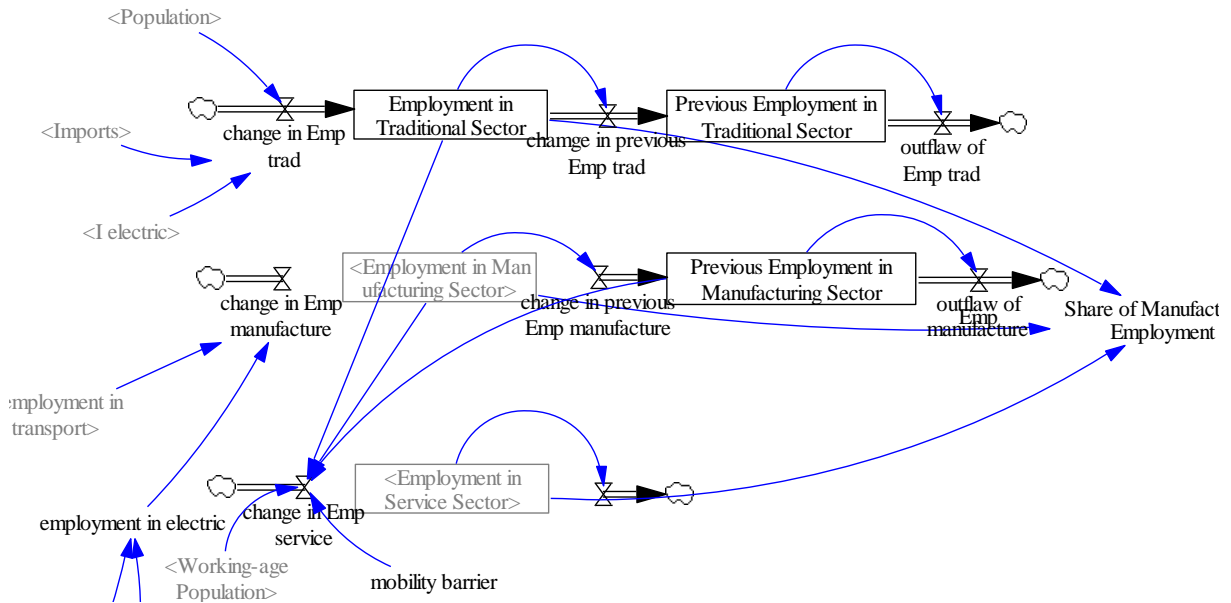 <Population>
Employment in
Traditional Sector
Previous Employment in
Traditional Sector
<Imports>
change in Emp
trad
chamge in previous
Emp trad
outflaw of
Emp trad
<I electric>
<Employment in Man
ufacturing Sector>
Previous Employment in
Manufacturing Sector
change in Emp
manufacture
change in previous
Emp manufacture
outflaw of
Emp
manufacture
Share of Manufact
Employment
employment in
transport>
<Employment in
Service Sector>
employment in electric
change in Emp
service
<Working-age
Population>
mobility barrier